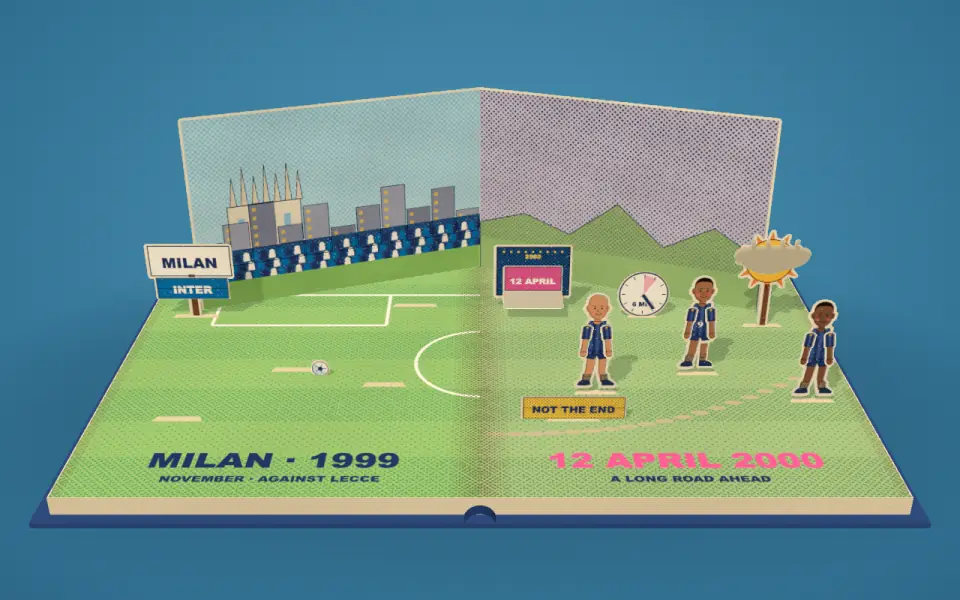 MILAN
INTER
2000
12 APRIL
NOT THE END
MILAN · 1999
NOVEMBER · AGAINST LECCE
12 APRIL 2000
A LONG ROAD AHEAD